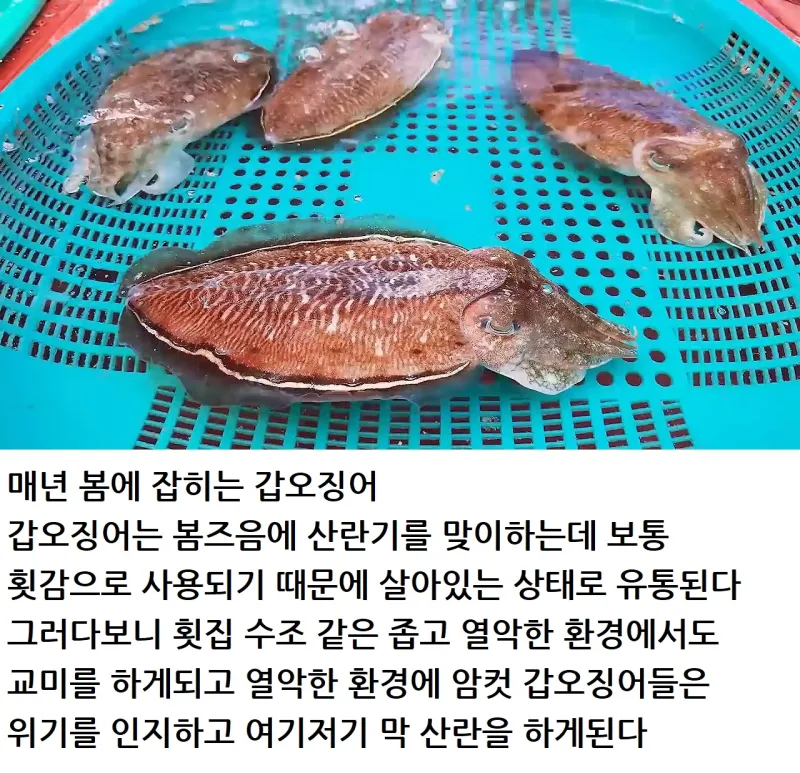 매년 봄에 잡히는 갑오징어
갑오징어는 봄즈음에 산란기를 맞이하는데 보통
횟감으로 사용되기 때문에 살아있는 상태로 유통된다
그러다보니 횟집 수조 같은 좁고 열악한 환경에서도
교미를 하게되고 열악한 환경에 암컷 갑오징어들은
위기를 인지하고 여기저기 막 산란을 하게된다